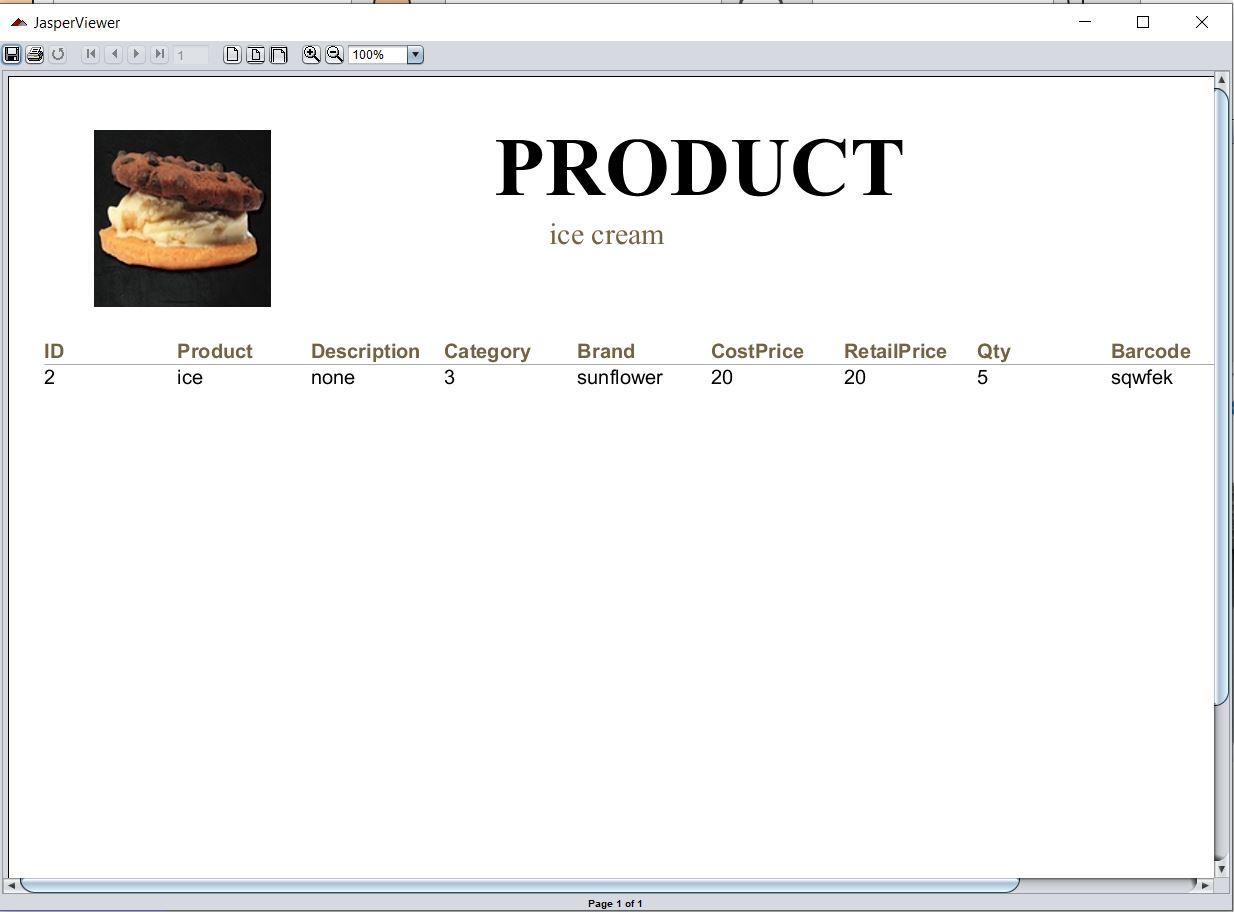 JasperViewer
1
100%
PRODUCT
ice cream
ID Product Description Category Brand CostPrice RetailPrice Qty Barcode
2 ice none 3 sunflower 20 20 5 sqwfek
Page 1 of 1